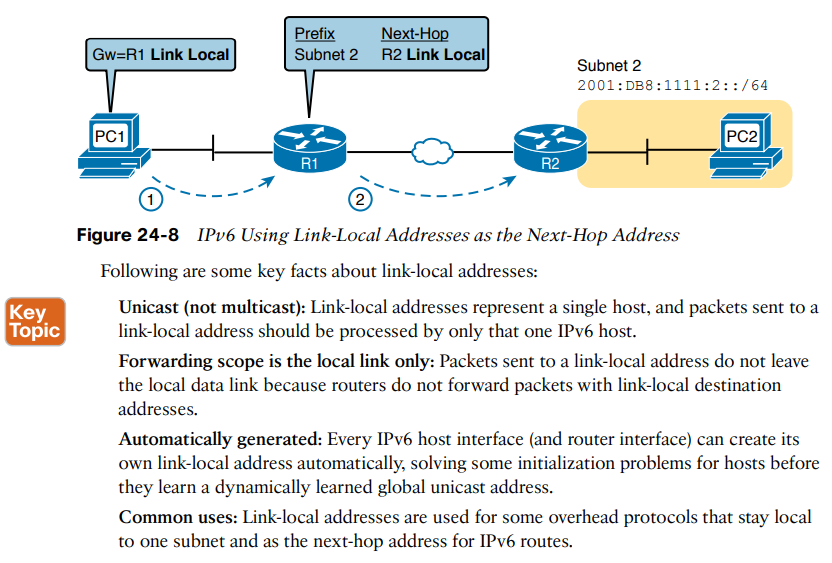 Gw=R1 Link Local
Prefix Next-Hop
Subnet 2 R2 Link Local
Subnet 2
2001:DB8:1111:2::/64
PC1
R1
R2
PC2
1
2
Figure 24-8 IPv6 Using Link-Local Addresses as the Next-Hop Address
Following are some key facts about link-local addresses:
Key
Topic
Unicast (not multicast): Link-local addresses represent a single host, and packets sent to a
link-local address should be processed by only that one IPv6 host.
Forwarding scope is the local link only: Packets sent to a link-local address do not leave
the local data link because routers do not forward packets with link-local destination
addresses.
Automatically generated: Every IPv6 host interface (and router interface) can create its
own link-local address automatically, solving some initialization problems for hosts before
they learn a dynamically learned global unicast address.
Common uses: Link-local addresses are used for some overhead protocols that stay local
to one subnet and as the next-hop address for IPv6 routes.